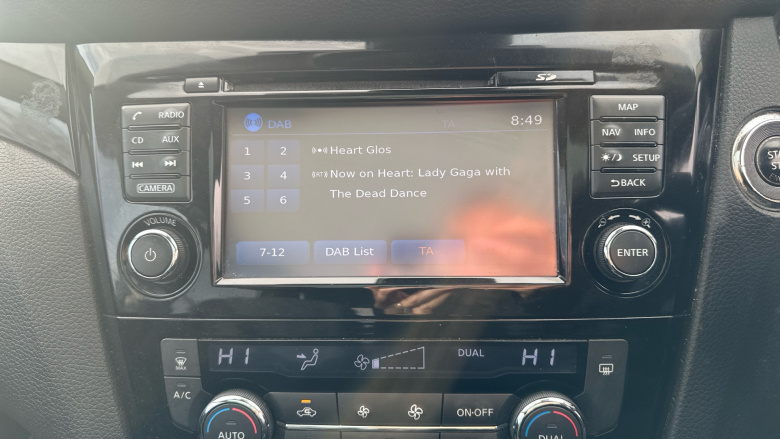 SD
RADIO
CD AUX
CAMERA
VOLUME
DAB TA 8:49
1 2
3 4
5 6
Heart Glos
Now on Heart: Lady Gaga with
The Dead Dance
7-12 DAB List TA
MAP
NAV INFO
SETUP
BACK
ENTER
HI DUAL HI
MAX
A/C
AUTO
ON·OFF
DUAL